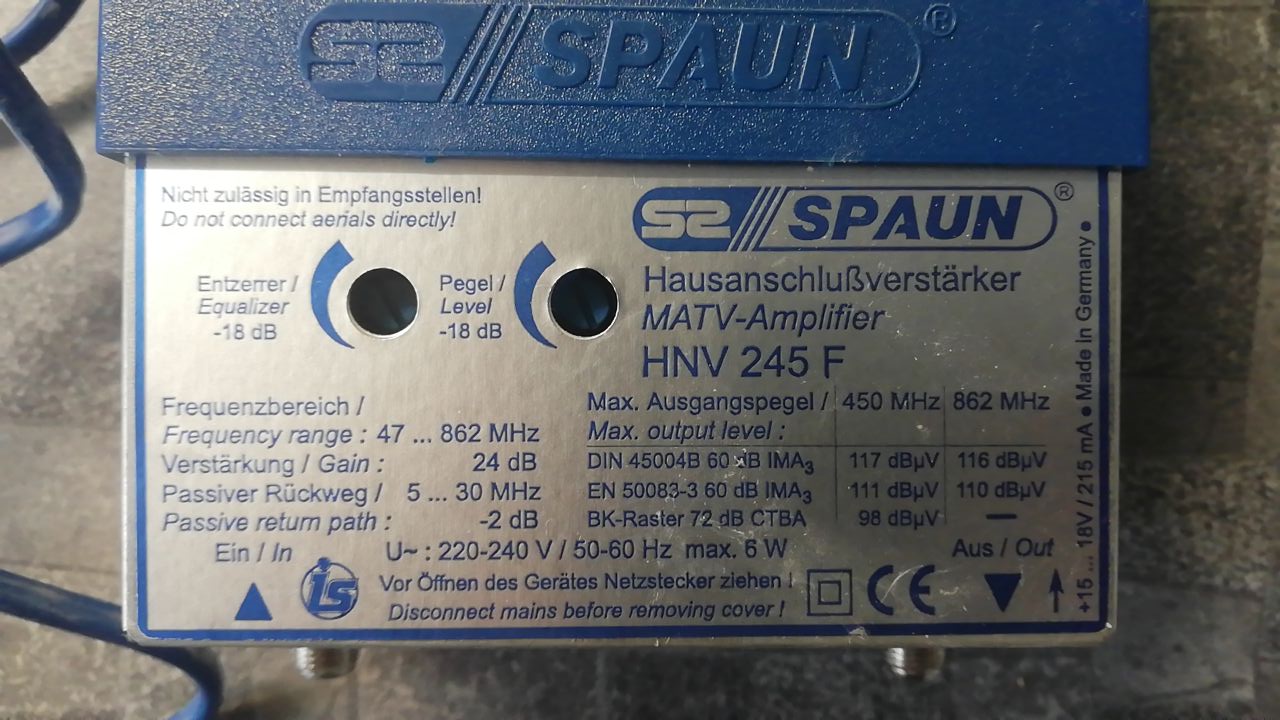 SPAUN®
Nicht zulässig in Empfangsstellen!
Do not connect aerials directly!
SPAUN®
Entzerrer /
Equalizer
-18 dB
Pegel /
Level
-18 dB
Hausanschlußverstärker
MATV-Amplifier
HNV 245 F
Frequenzbereich /
Frequency range : 47 ... 862 MHz
Verstärkung / Gain : 24 dB
Passiver Rückweg / 5 ... 30 MHz
Passive return path : -2 dB
Max. Ausgangspegel / 450 MHz 862 MHz
Max. output level :
DIN 45004B 60 dB IMA3 117 dBµV 116 dBµV
EN 50083-3 60 dB IMA3 111 dBµV 110 dBµV
BK-Raster 72 dB CTBA 98 dBµV —
Ein / In
U~ : 220-240 V / 50-60 Hz max. 6 W
Aus / Out
is
Vor Öffnen des Gerätes Netzstecker ziehen !
Disconnect mains before removing cover !
CE
+15 ... 18V / 215 mA ● Made in Germany ●